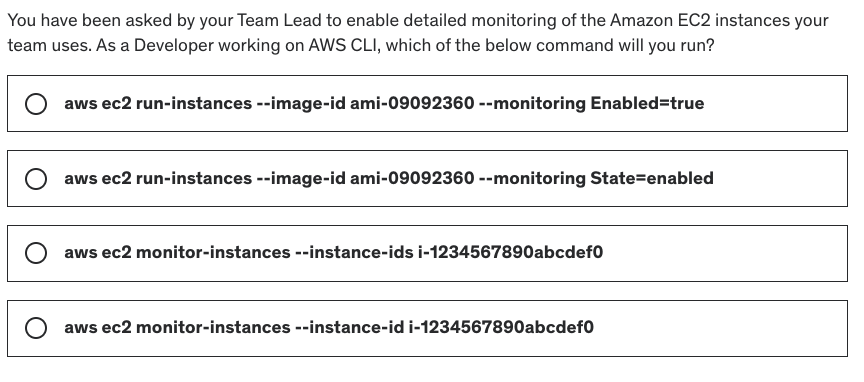 You have been asked by your Team Lead to enable detailed monitoring of the Amazon EC2 instances your
team uses. As a Developer working on AWS CLI, which of the below command will you run?
aws ec2 run-instances --image-id ami-09092360 --monitoring Enabled=true
aws ec2 run-instances --image-id ami-09092360 --monitoring State=enabled
aws ec2 monitor-instances --instance-ids i-1234567890abcdef0
aws ec2 monitor-instances --instance-id i-1234567890abcdef0